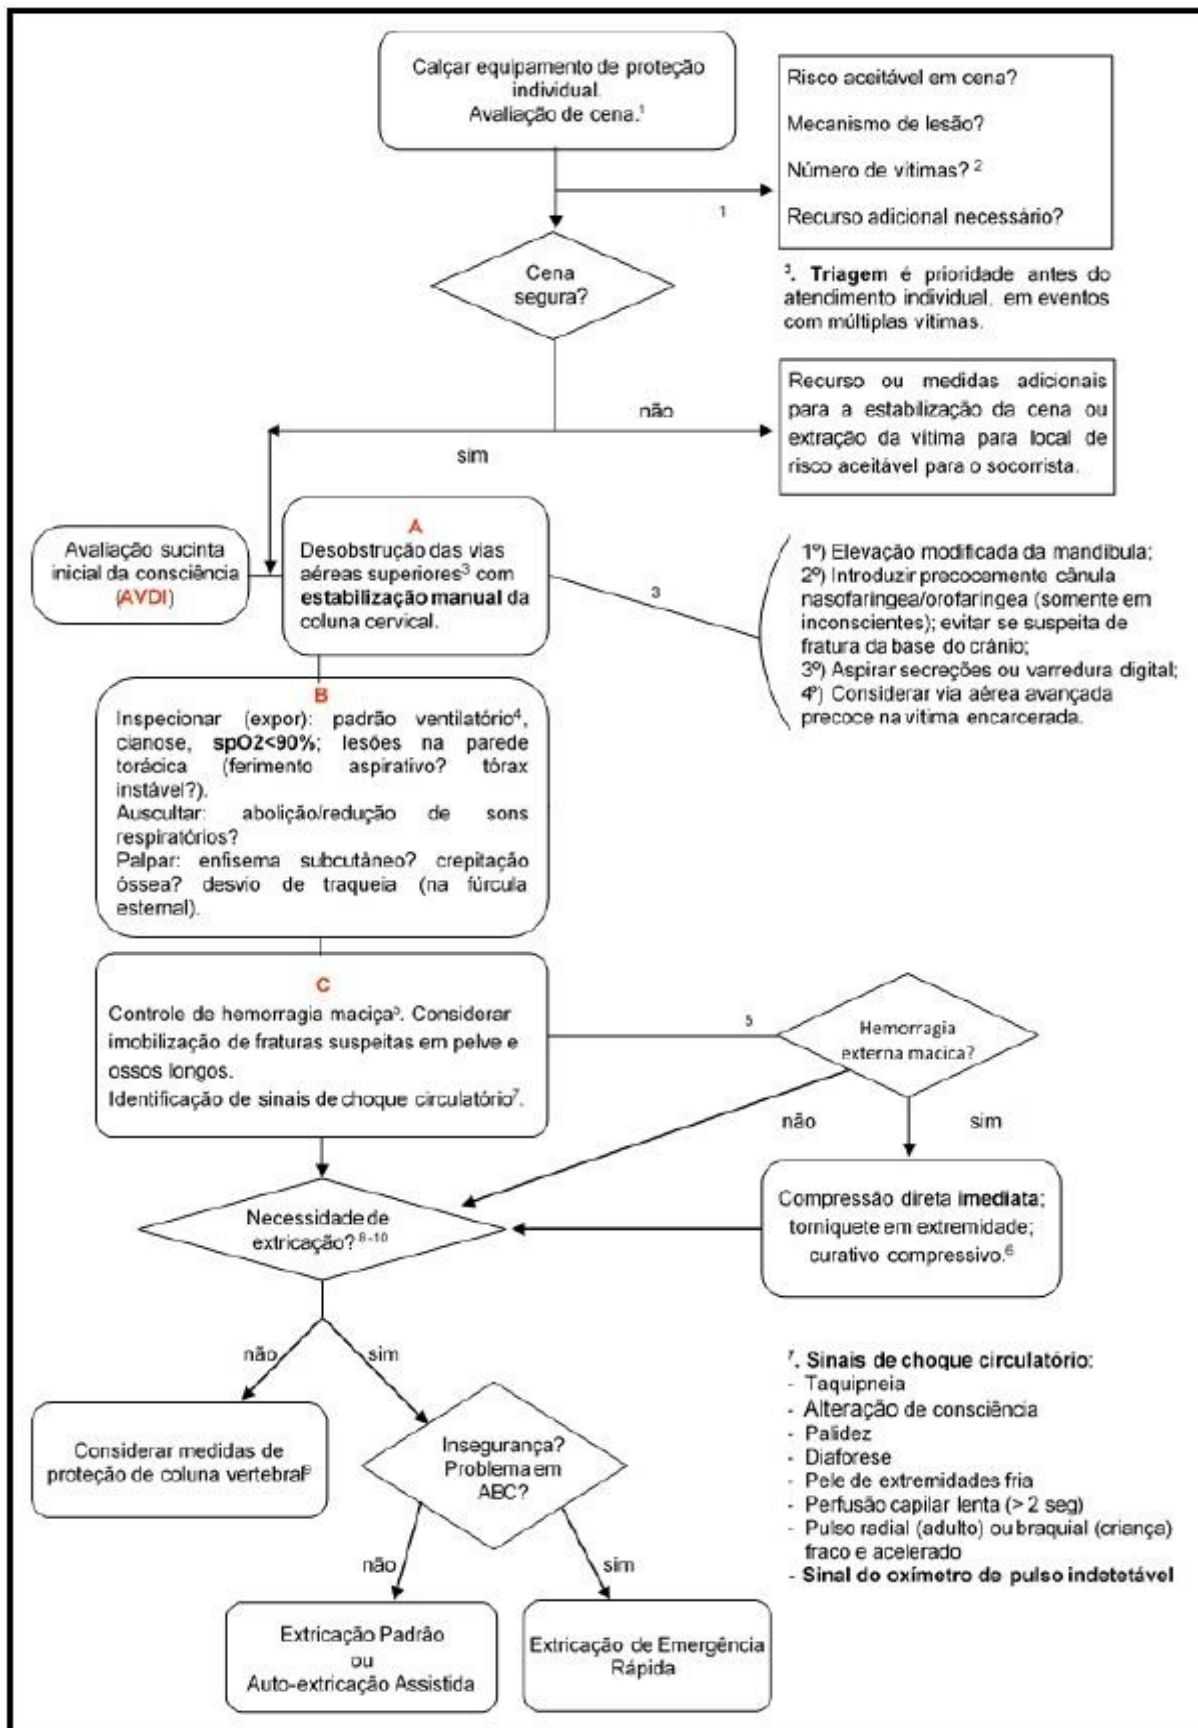 Calçar equipamento de proteção
individual.
Avaliação de cena.¹
Risco aceitável em cena?
Mecanismo de lesão?
Número de vítimas? ²
Recurso adicional necessário?
1
Cena
segura?
². Triagem é prioridade antes do
atendimento individual, em eventos
com múltiplas vítimas.
não
sim
Recurso ou medidas adicionais
para a estabilização da cena ou
extração da vítima para local de
risco aceitável para o socorrista.
Avaliação sucinta
inicial da consciência
(AVDI)
A
Desobstrução das vias
aéreas superiores³ com
estabilização manual da
coluna cervical.
3
1º) Elevação modificada da mandíbula;
2º) Introduzir precocemente cânula
nasofaríngea/orofaríngea (somente em
inconscientes); evitar se suspeita de
fratura da base do crânio;
3º) Aspirar secreções ou varredura digital;
4º) Considerar via aérea avançada
precoce na vítima encarcerada.
B
Inspecionar (expor): padrão ventilatório⁴,
cianose, spO2<90%; lesões na parede
torácica (ferimento aspirativo? tórax
instável?).
Auscultar: abolição/redução de sons
respiratórios?
Palpar: enfisema subcutâneo? crepitação
óssea? desvio de traqueia (na fúrcula
esternal).
C
Controle de hemorragia maciça⁵. Considerar
imobilização de fraturas suspeitas em pelve e
ossos longos.
Identificação de sinais de choque circulatório⁷.
5
Hemorragia
externa macica?
não
sim
Compressão direta imediata;
torniquete em extremidade;
curativo compressivo.⁶
Necessidade de
extricação?⁸⁻¹⁰
não
sim
Considerar medidas de
proteção de coluna vertebral⁹
Insegurança?
Problema em
ABC?
não
sim
Extricação Padrão
ou
Auto-extricação Assistida
Extricação de Emergência
Rápida
⁷. Sinais de choque circulatório:
- Taquipneia
- Alteração de consciência
- Palidez
- Diaforese
- Pele de extremidades fria
- Perfusão capilar lenta (> 2 seg)
- Pulso radial (adulto) ou braquial (criança)
fraco e acelerado
- Sinal do oxímetro de pulso indetetável